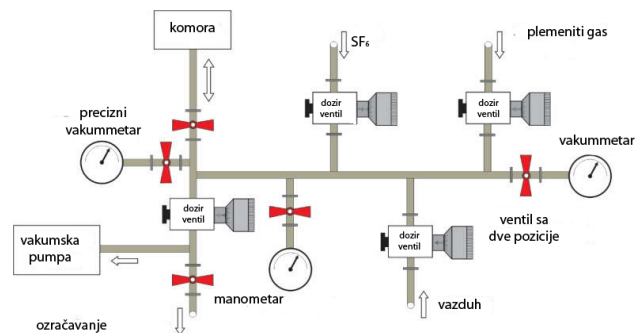 komora
SF₆
plemeniti gas
precizni
vakummetar
dozir
ventil
dozir
ventil
vakummetar
dozir
ventil
ventil sa
dve pozicije
vakumska
pumpa
dozir
ventil
manometar
vazduh
ozračavanje